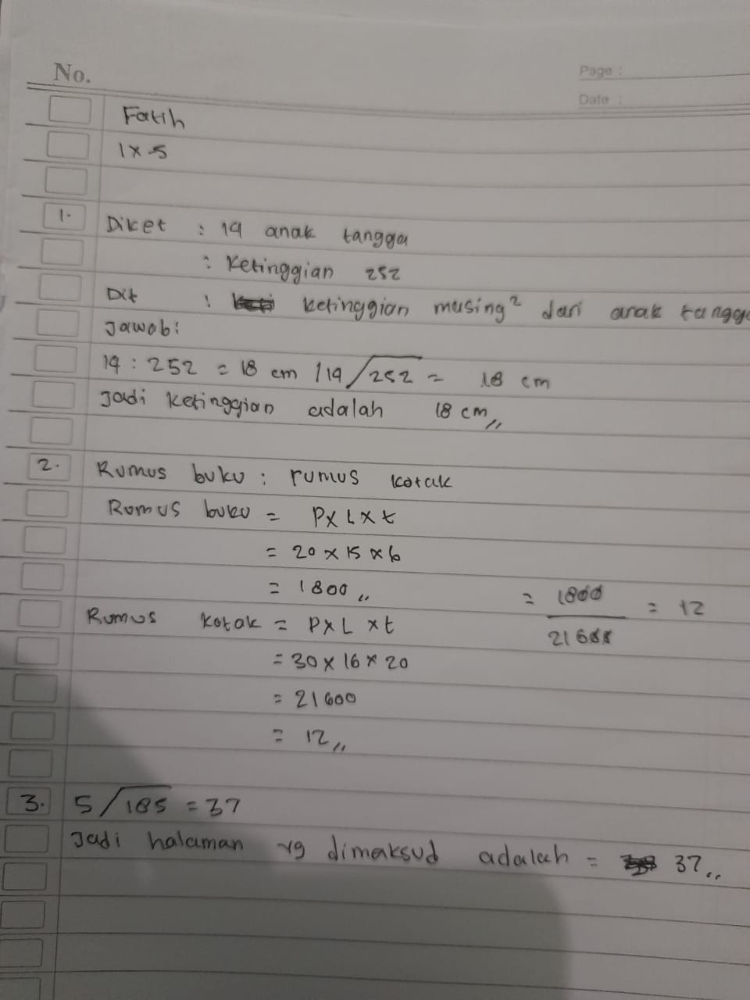 No.
Page :
Date :
Fatih
IX-5
1. Diket : 14 anak tangga
: Ketinggian 252
Dit : ketinggian masing² dari anak tangga
Jawab:
14 : 252 = 18 cm / 14 √252 = 18 cm
Jadi ketinggian adalah 18 cm,,
2. Rumus buku : rumus kotak
Rumus buku = P x L x t
= 20 x 15 x 6
= 1800,,
= 1800 / 21600 = 12
Rumus kotak = P x L x t
= 30 x 16 x 20
= 21600
= 12,,
3. 5 √185 = 37
Jadi halaman yg dimaksud adalah = 37,,